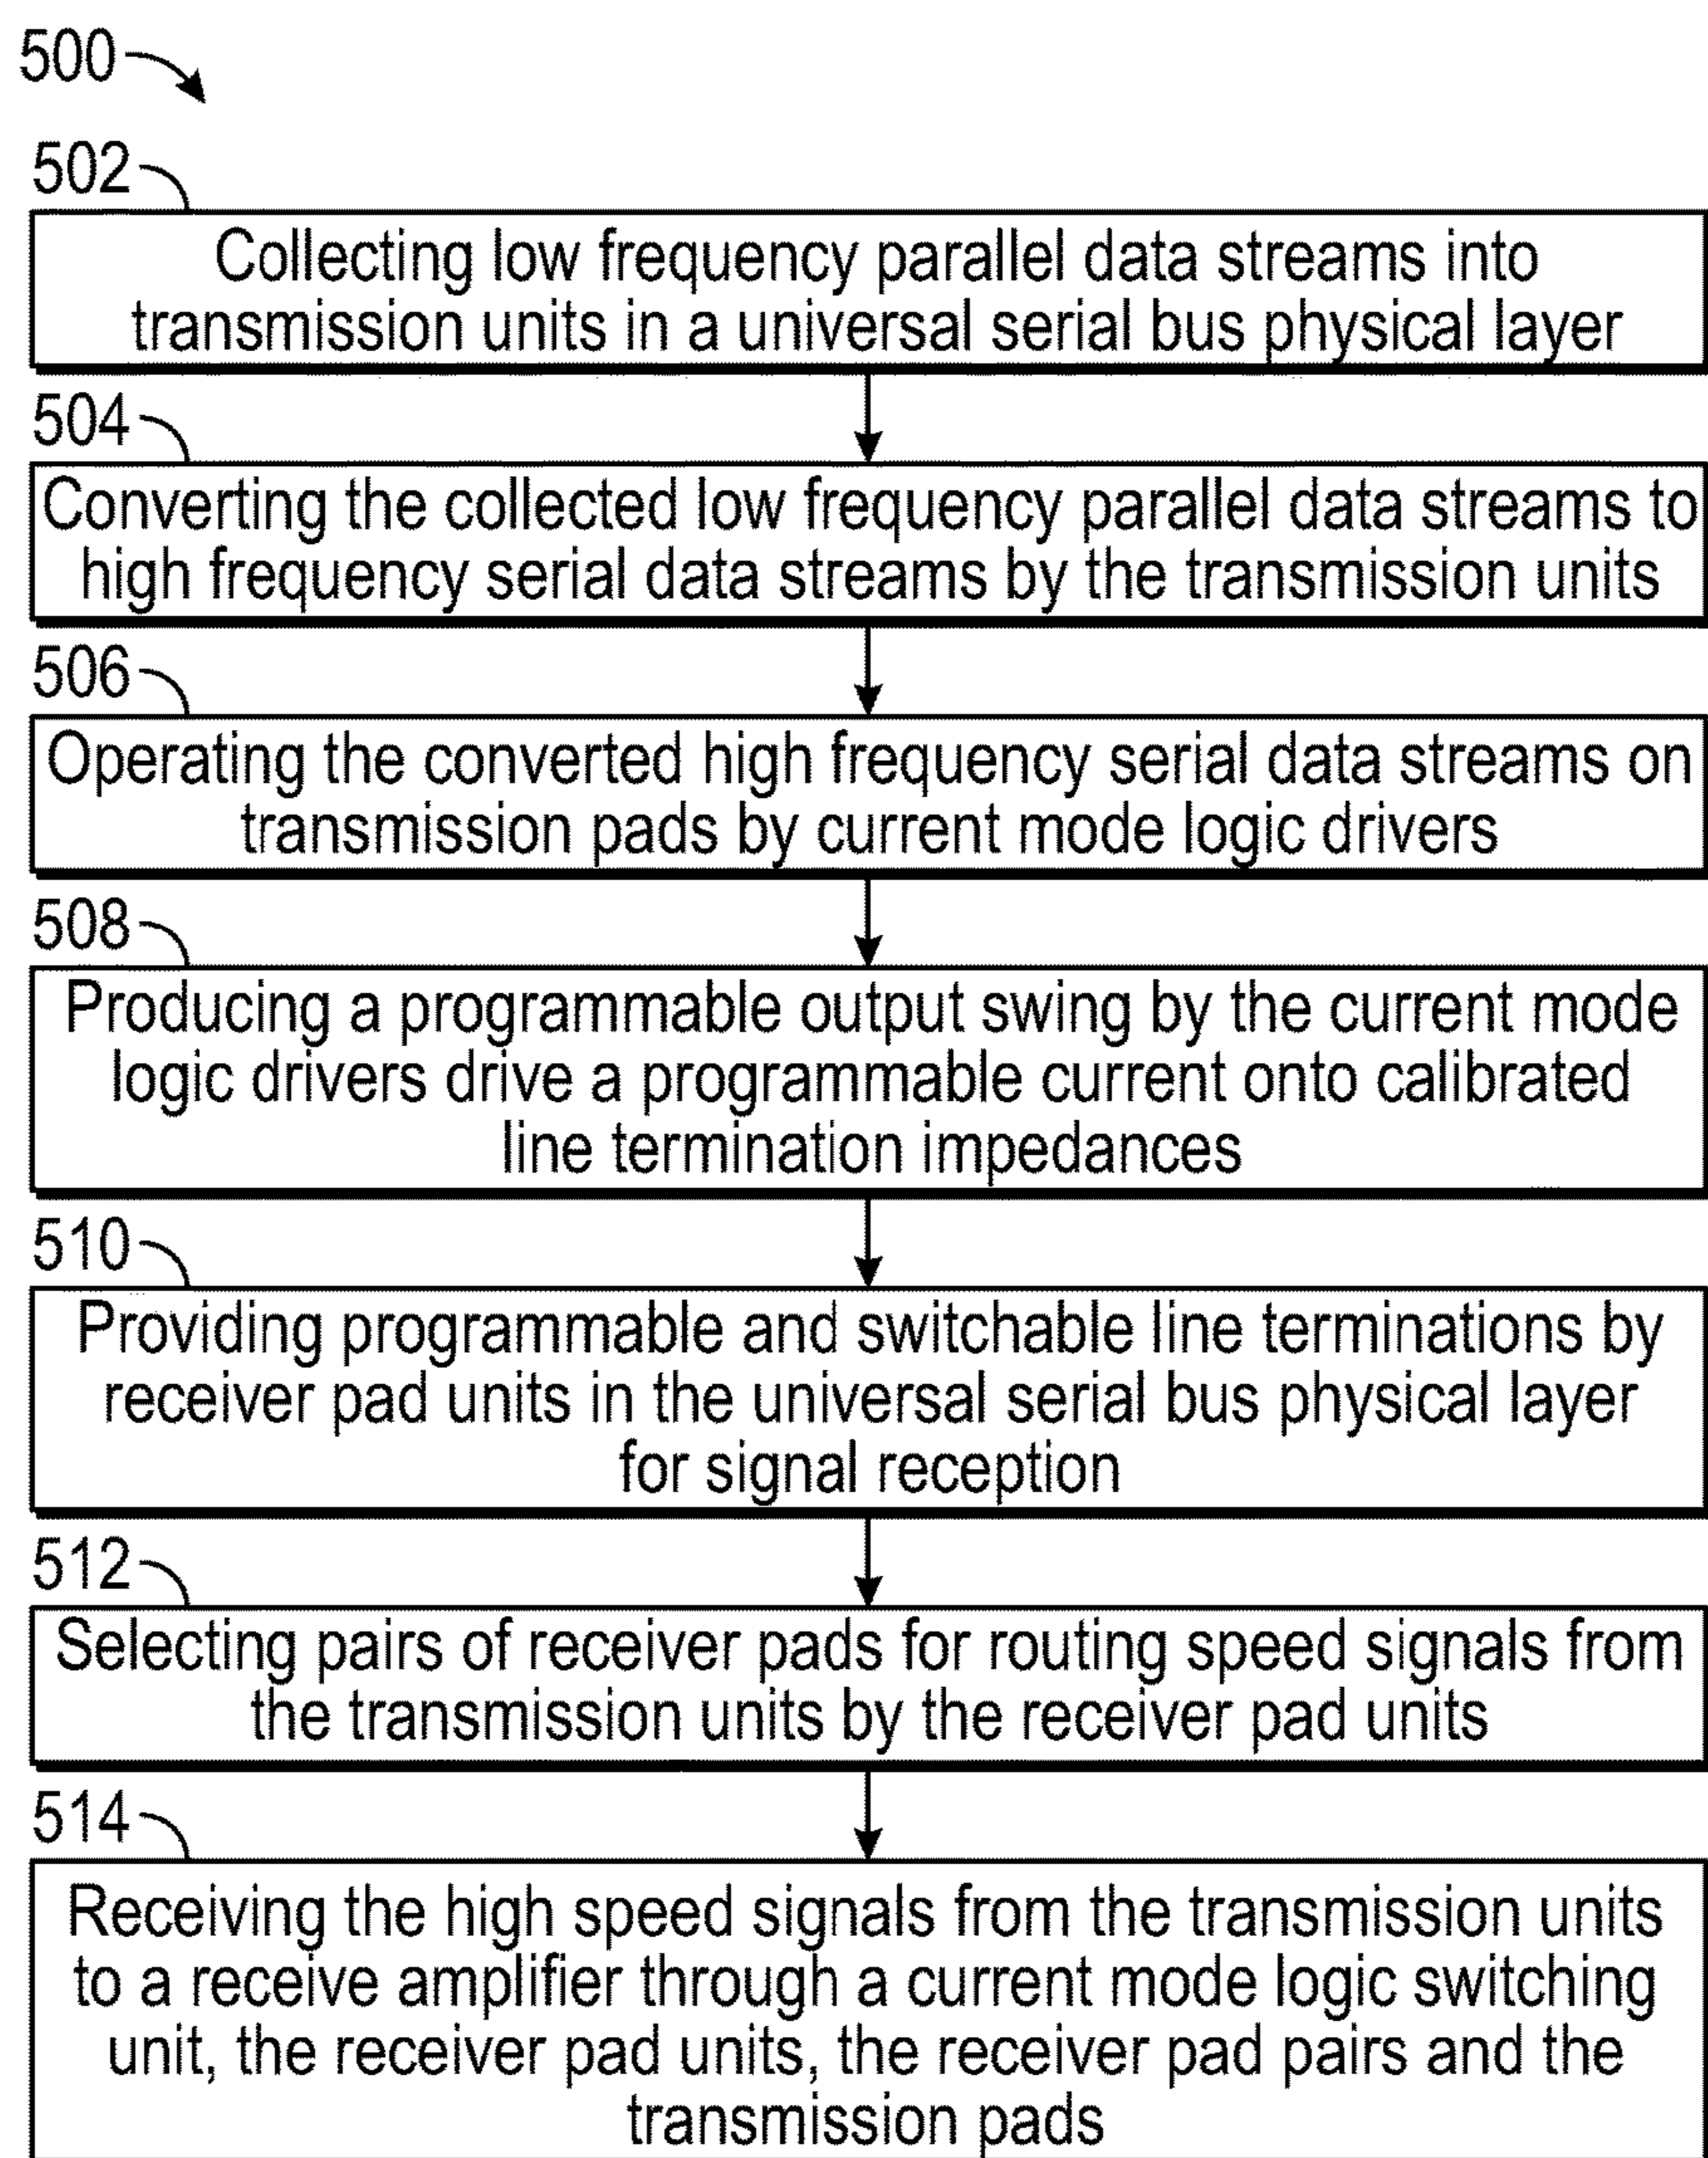 500
502
Collecting low frequency parallel data streams into
transmission units in a universal serial bus physical layer
504
Converting the collected low frequency parallel data streams to
high frequency serial data streams by the transmission units
506
Operating the converted high frequency serial data streams on
transmission pads by current mode logic drivers
508
Producing a programmable output swing by the current mode
logic drivers drive a programmable current onto calibrated
line termination impedances
510
Providing programmable and switchable line terminations by
receiver pad units in the universal serial bus physical layer
for signal reception
512
Selecting pairs of receiver pads for routing speed signals from
the transmission units by the receiver pad units
514
Receiving the high speed signals from the transmission units
to a receive amplifier through a current mode logic switching
unit, the receiver pad units, the receiver pad pairs and the
transmission pads